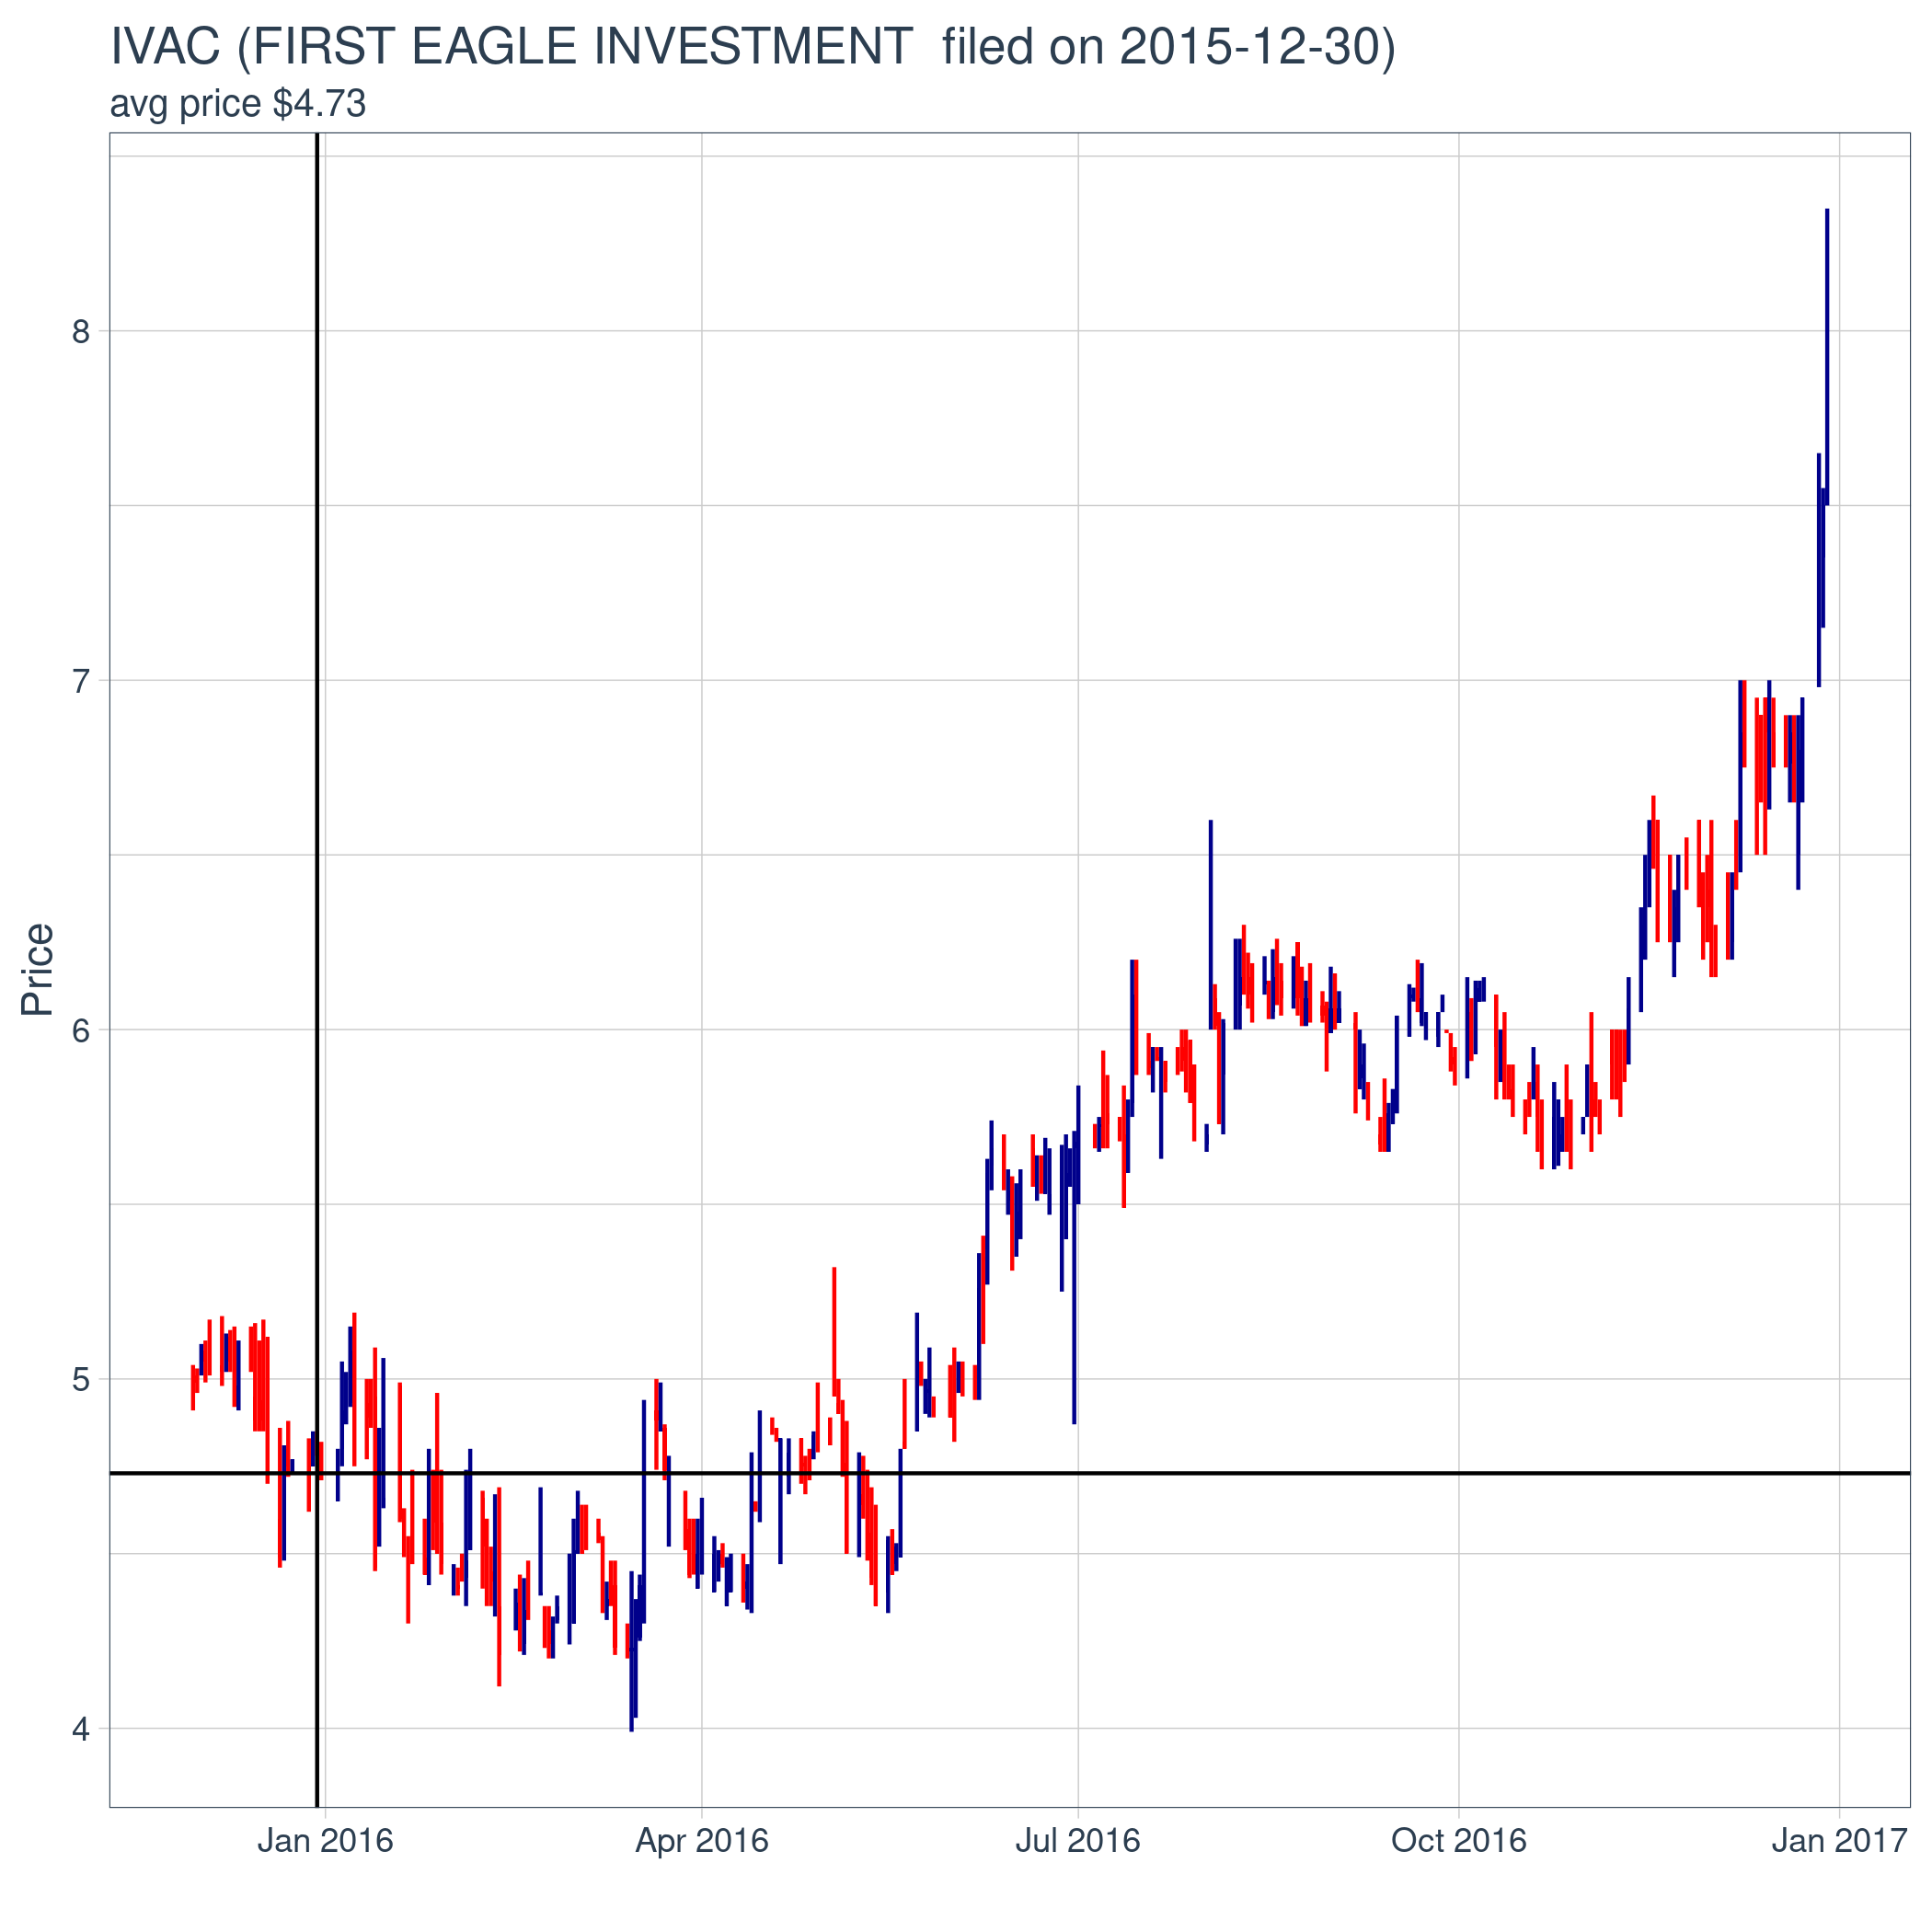 IVAC (FIRST EAGLE INVESTMENT  filed on 2015-12-30)
avg price $4.73
8
7
6
5
4
Price
Jan 2016
Apr 2016
Jul 2016
Oct 2016
Jan 2017